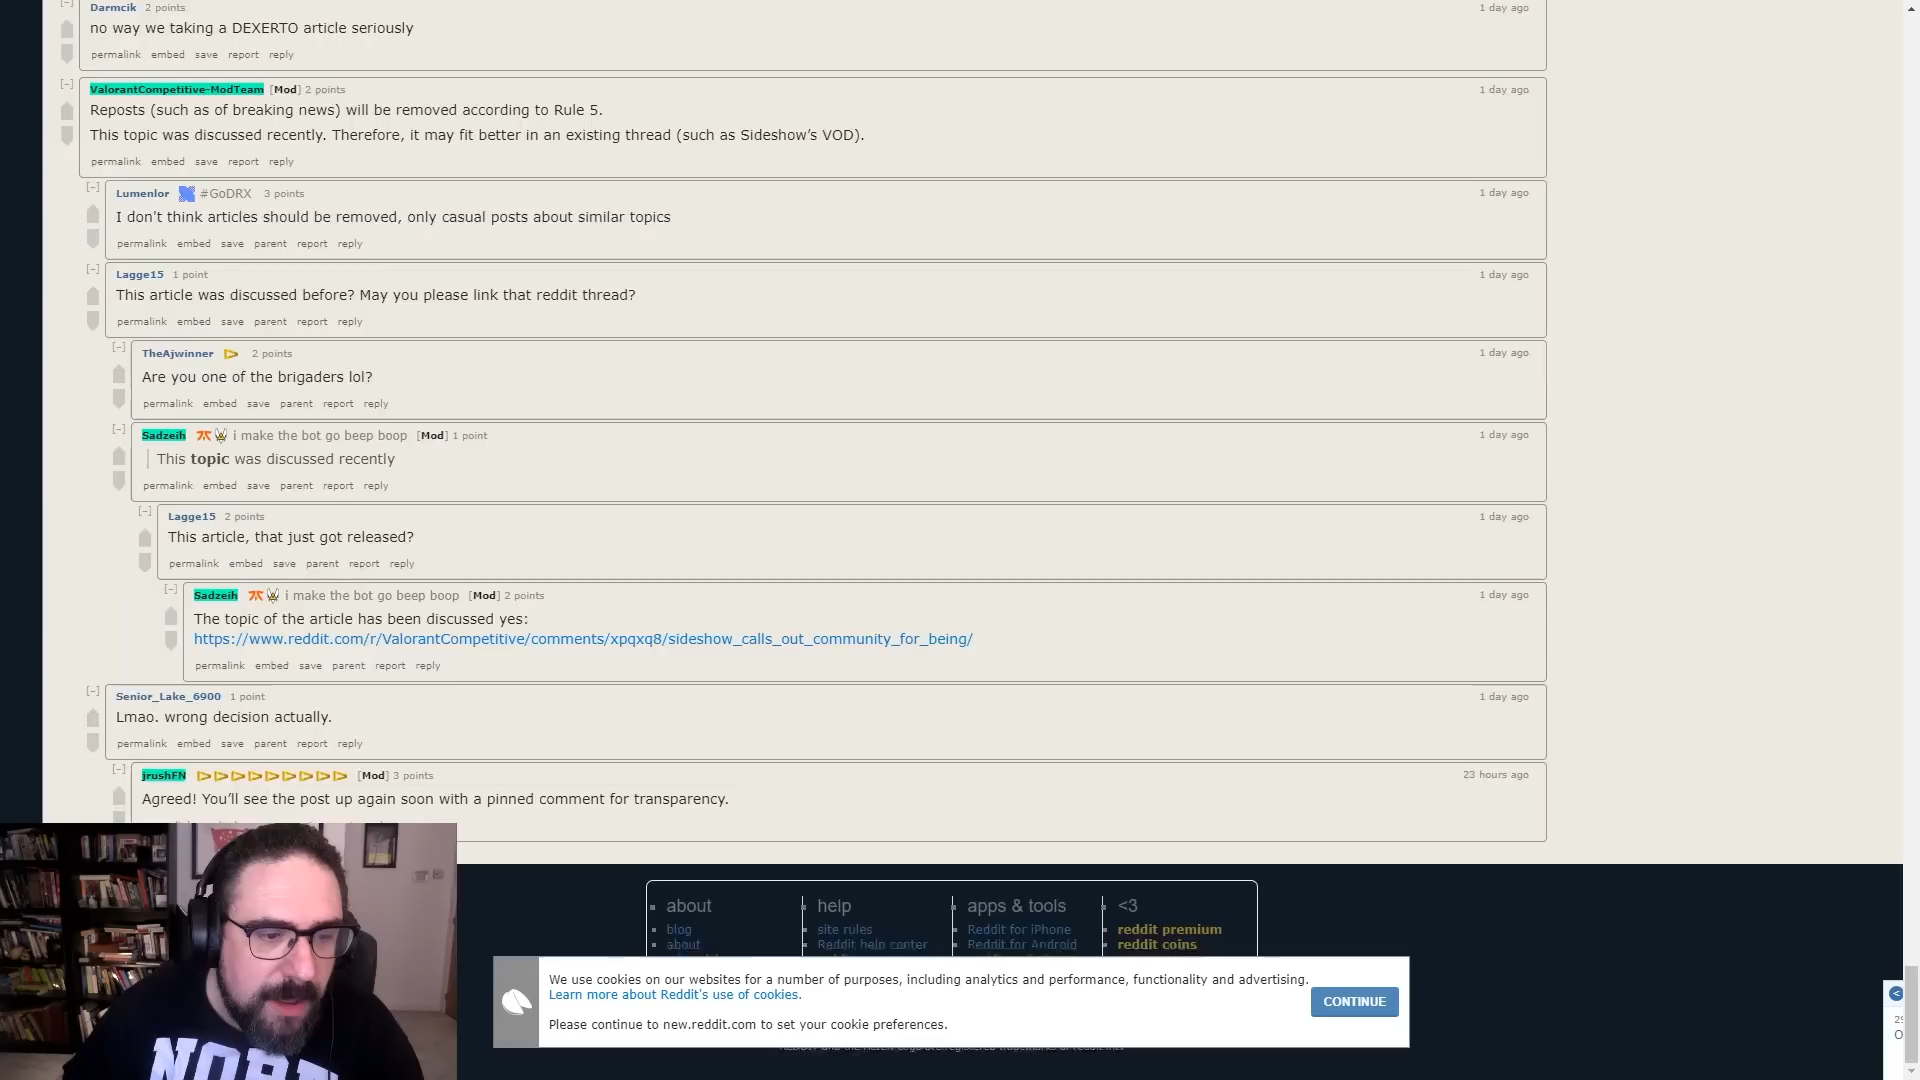 [-] Darmcik 2 points 1 day ago
no way we taking a DEXERTO article seriously
permalink embed save report reply
[-] ValorantCompetitive-ModTeam [Mod] 2 points 1 day ago
Reposts (such as of breaking news) will be removed according to Rule 5.
This topic was discussed recently. Therefore, it may fit better in an existing thread (such as Sideshow’s VOD).
permalink embed save report reply
[-] Lumenlor #GoDRX 3 points 1 day ago
I don't think articles should be removed, only casual posts about similar topics
permalink embed save parent report reply
[-] Lagge15 1 point 1 day ago
This article was discussed before? May you please link that reddit thread?
permalink embed save parent report reply
[-] TheAjwinner 2 points 1 day ago
Are you one of the brigaders lol?
permalink embed save parent report reply
[-] Sadzeih i make the bot go beep boop [Mod] 1 point 1 day ago
This topic was discussed recently
permalink embed save parent report reply
[-] Lagge15 2 points 1 day ago
This article, that just got released?
permalink embed save parent report reply
[-] Sadzeih i make the bot go beep boop [Mod] 2 points 1 day ago
The topic of the article has been discussed yes:
https://www.reddit.com/r/ValorantCompetitive/comments/xpqxq8/sideshow_calls_out_community_for_being/
permalink embed save parent report reply
[-] Senior_Lake_6900 1 point 1 day ago
Lmao. wrong decision actually.
permalink embed save parent report reply
[-] jrushFN [Mod] 3 points 23 hours ago
Agreed! You’ll see the post up again soon with a pinned comment for transparency.
about help apps & tools <3
blog site rules Reddit for iPhone reddit premium
about Reddit help center Reddit for Android reddit coins
We use cookies on our websites for a number of purposes, including analytics and performance, functionality and advertising.
Learn more about Reddit's use of cookies.
CONTINUE
Please continue to new.reddit.com to set your cookie preferences.